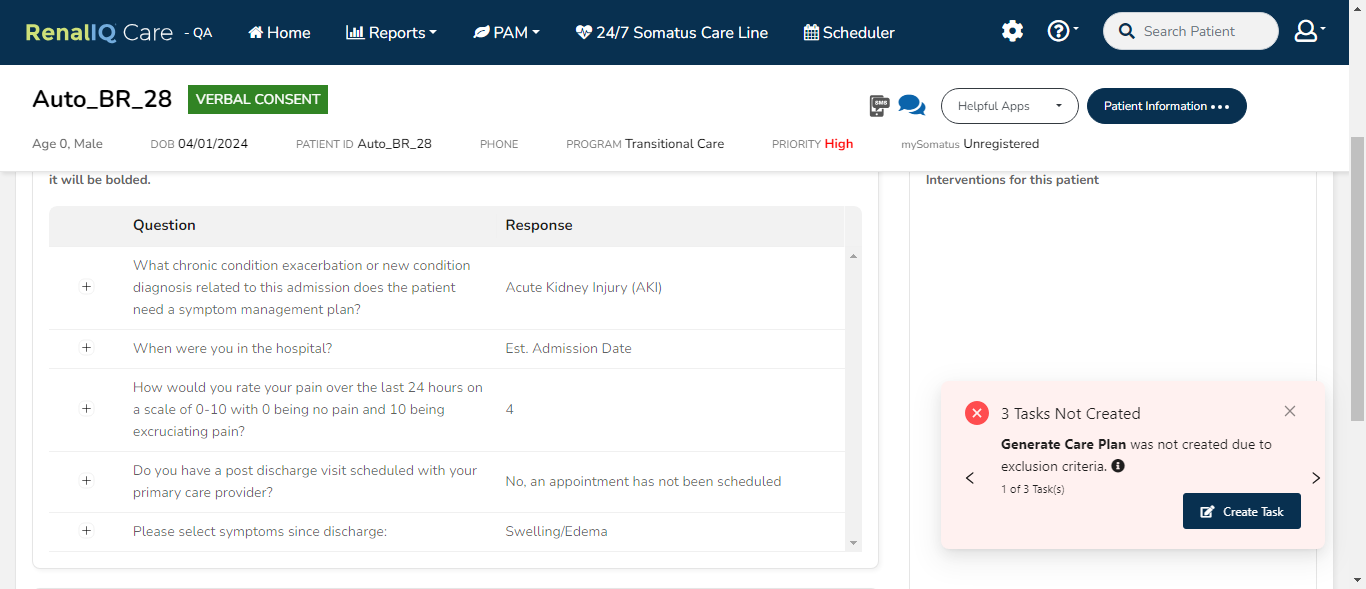 RenalIQ Care - QA Home Reports PAM 24/7 Somatus Care Line Scheduler Search Patient
Auto_BR_28 VERBAL CONSENT SMS Helpful Apps Patient Information
Age 0, Male DOB 04/01/2024 PATIENT ID Auto_BR_28 PHONE PROGRAM Transitional Care PRIORITY High mySomatus Unregistered
it will be bolded.
Question Response
What chronic condition exacerbation or new condition
diagnosis related to this admission does the patient
need a symptom management plan?
Acute Kidney Injury (AKI)
When were you in the hospital? Est. Admission Date
How would you rate your pain over the last 24 hours on
a scale of 0-10 with 0 being no pain and 10 being
excruciating pain?
4
Do you have a post discharge visit scheduled with your
primary care provider?
No, an appointment has not been scheduled
Please select symptoms since discharge: Swelling/Edema
Interventions for this patient
3 Tasks Not Created
Generate Care Plan was not created due to
exclusion criteria.
1 of 3 Task(s)
Create Task